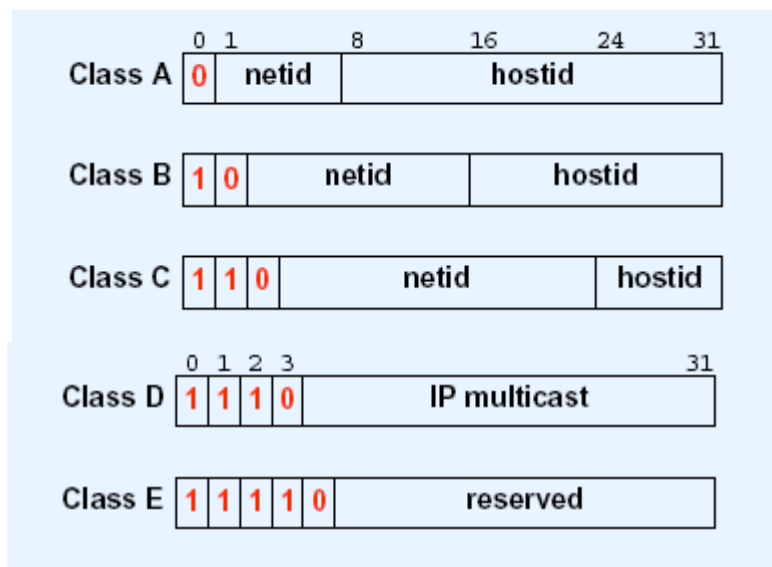 0 1 8 16 24 31
Class A 0 netid hostid
Class B 1 0 netid hostid
Class C 1 1 0 netid hostid
0 1 2 3 31
Class D 1 1 1 0 IP multicast
Class E 1 1 1 1 0 reserved